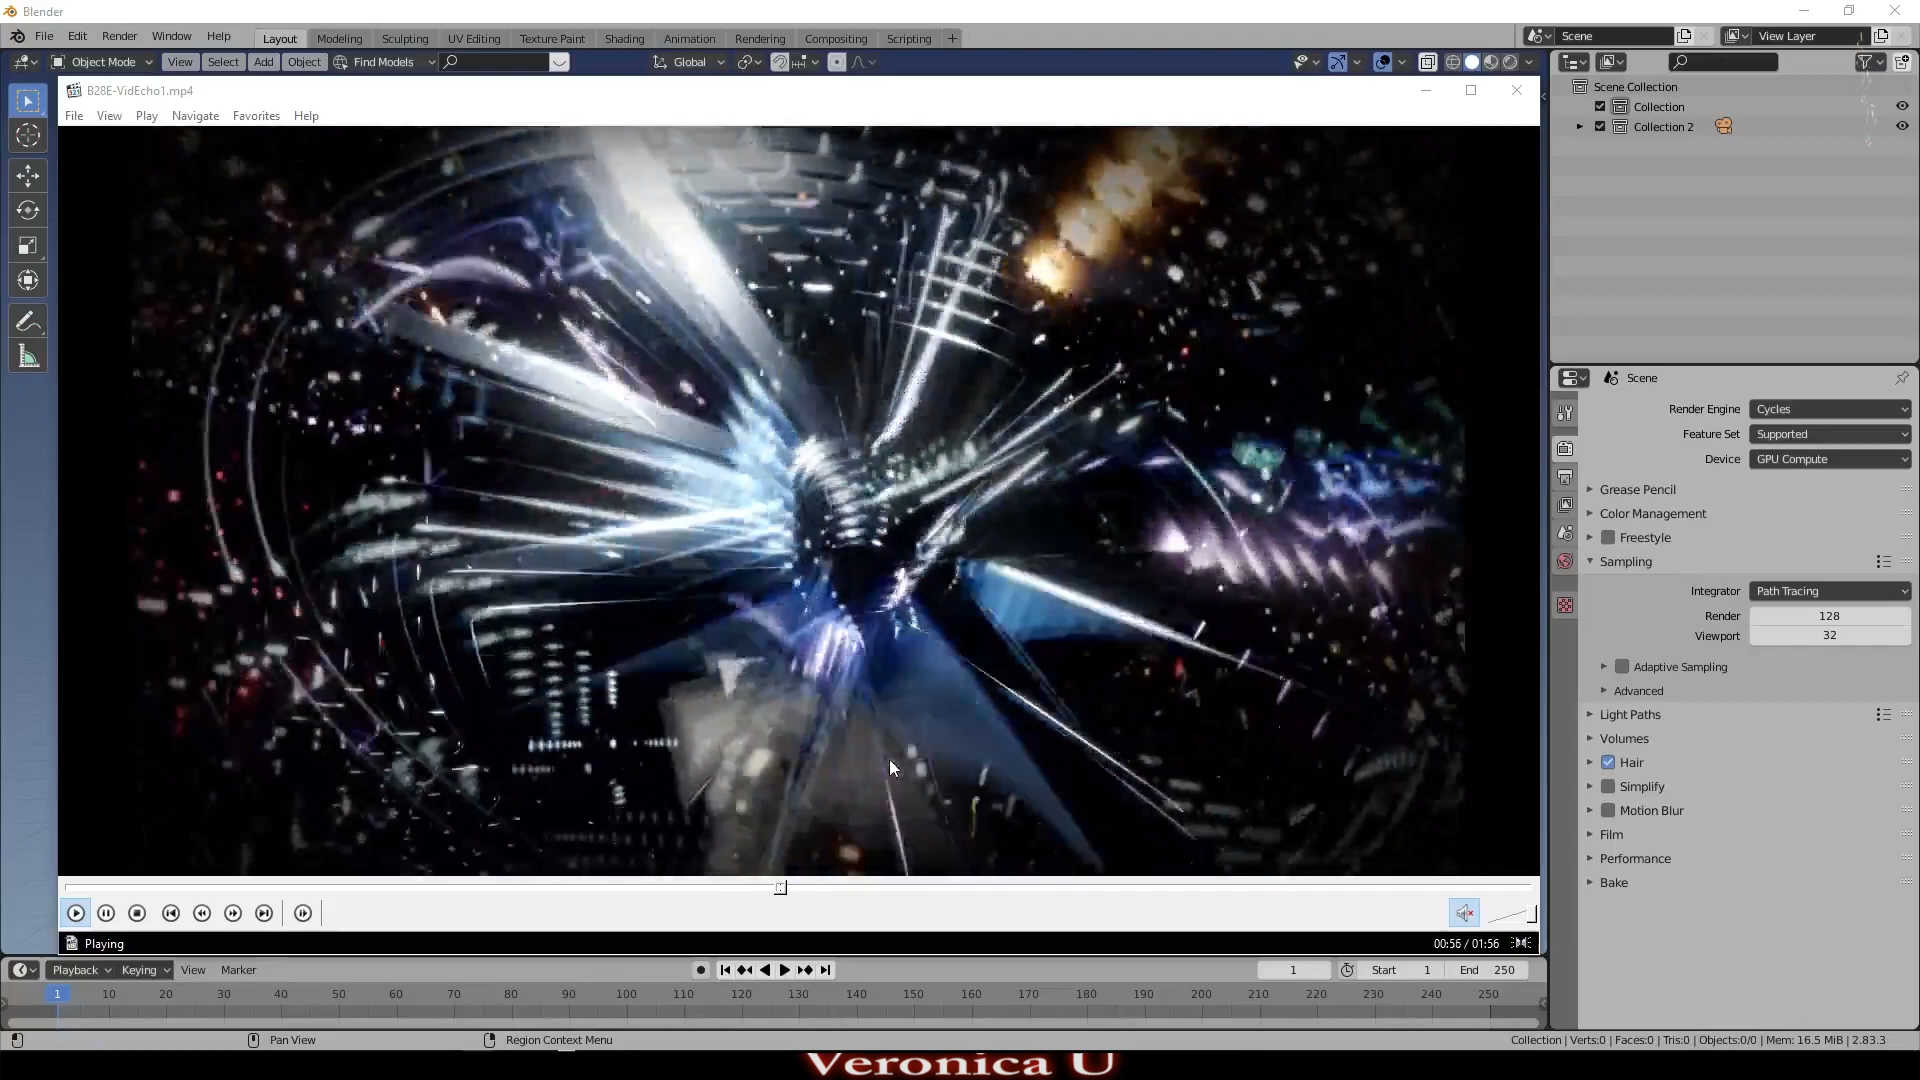 Blender
File Edit Render Window Help Layout Modeling Sculpting UV Editing Texture Paint Shading Animation Rendering Compositing Scripting + Scene View Layer
Object Mode View Select Add Object Find Models Global
B28E-VidEcho1.mp4
File View Play Navigate Favorites Help
Scene Collection
Collection
Collection 2
Scene
Render Engine Cycles
Feature Set Supported
Device GPU Compute
Grease Pencil
Color Management
Freestyle
Sampling
Integrator Path Tracing
Render 128
Viewport 32
Adaptive Sampling
Advanced
Light Paths
Volumes
Hair
Simplify
Motion Blur
Film
Performance
Bake
Playing 00:56 / 01:56
Playback Keying View Marker 1 Start 1 End 250
1 10 20 30 40 50 60 70 80 90 100 110 120 130 140 150 160 170 180 190 200 210 220 230 240 250
Pan View Region Context Menu Collection | Verts:0 | Faces:0 | Tris:0 | Objects:0/0 | Mem: 16.5 MiB | 2.83.3
Veronica U